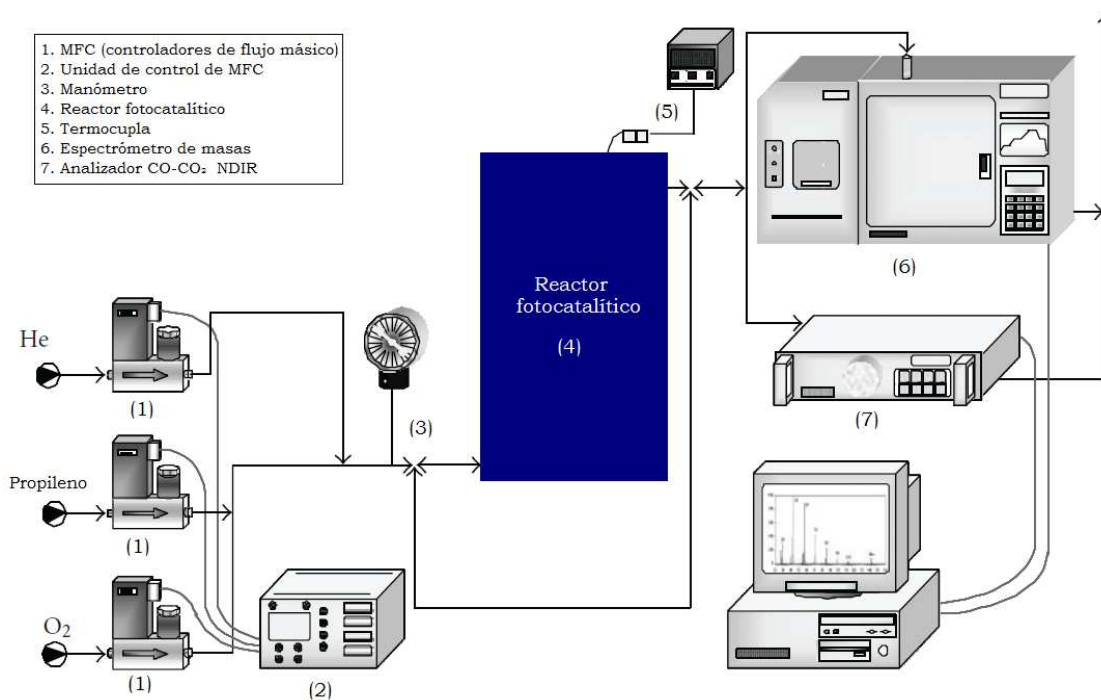 1. MFC (controladores de flujo másico)
2. Unidad de control de MFC
3. Manómetro
4. Reactor fotocatalítico
5. Termocupla
6. Espectrómetro de masas
7. Analizador CO-CO₂ NDIR
(5)
(6)
Reactor
fotocatalítico
(4)
He
(1)
(3)
(7)
Propileno
(1)
O₂
(1)
(2)